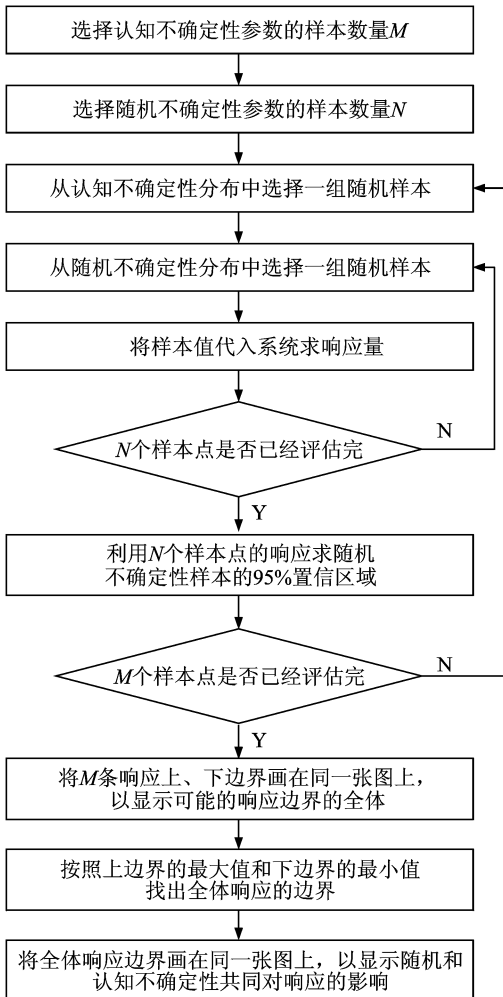 选择认知不确定性参数的样本数量M
选择随机不确定性参数的样本数量N
从认知不确定性分布中选择一组随机样本
从随机不确定性分布中选择一组随机样本
将样本值代入系统求响应量
N个样本点是否已经评估完
N
Y
利用N个样本点的响应求随机
不确定性样本的95%置信区域
M个样本点是否已经评估完
N
Y
将M条响应上、下边界画在同一张图上，
以显示可能的响应边界的全体
按照上边界的最大值和下边界的最小值
找出全体响应的边界
将全体响应边界画在同一张图上，以显示随机和
认知不确定性共同对响应的影响